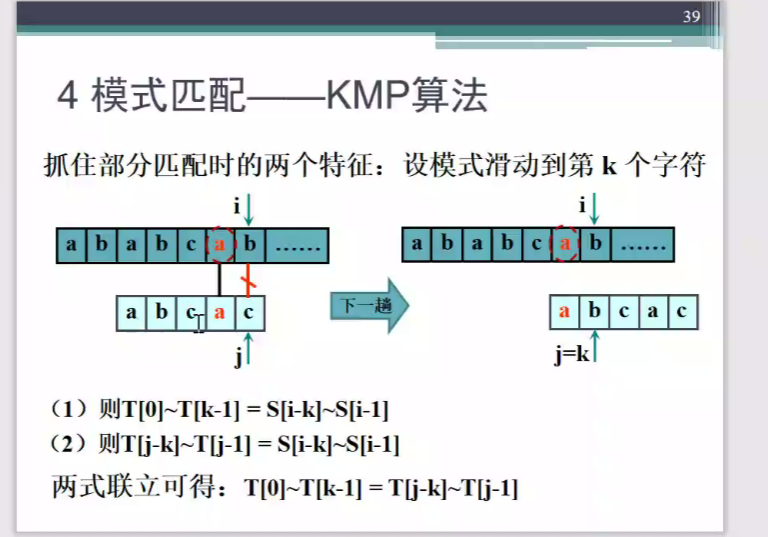 39
4 模式匹配——KMP算法
抓住部分匹配时的两个特征：设模式滑动到第 k 个字符
i
i
a b a b c a b ……
a b a b c a b ……
a b c a c
下一趟
a b c a c
j
j=k
（1）则T[0]~T[k-1] = S[i-k]~S[i-1]
（2）则T[j-k]~T[j-1] = S[i-k]~S[i-1]
两式联立可得：T[0]~T[k-1] = T[j-k]~T[j-1]